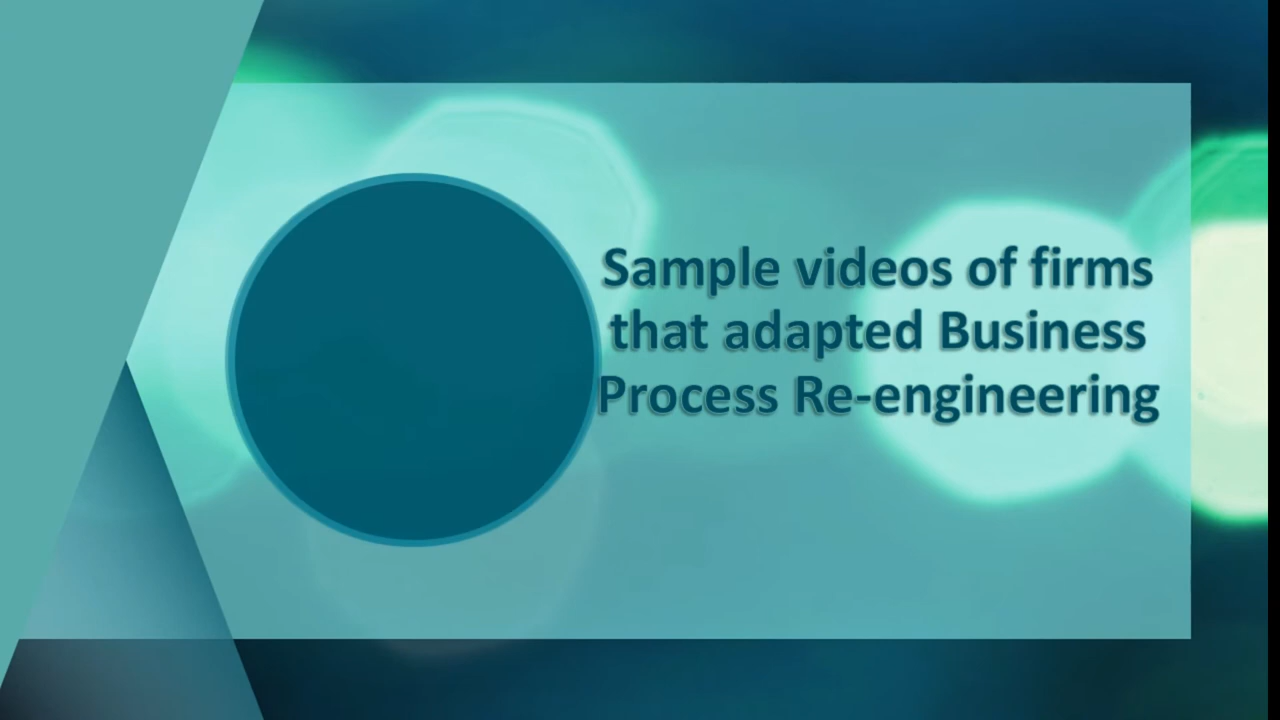 Sample videos of firms
that adapted Business
Process Re-engineering